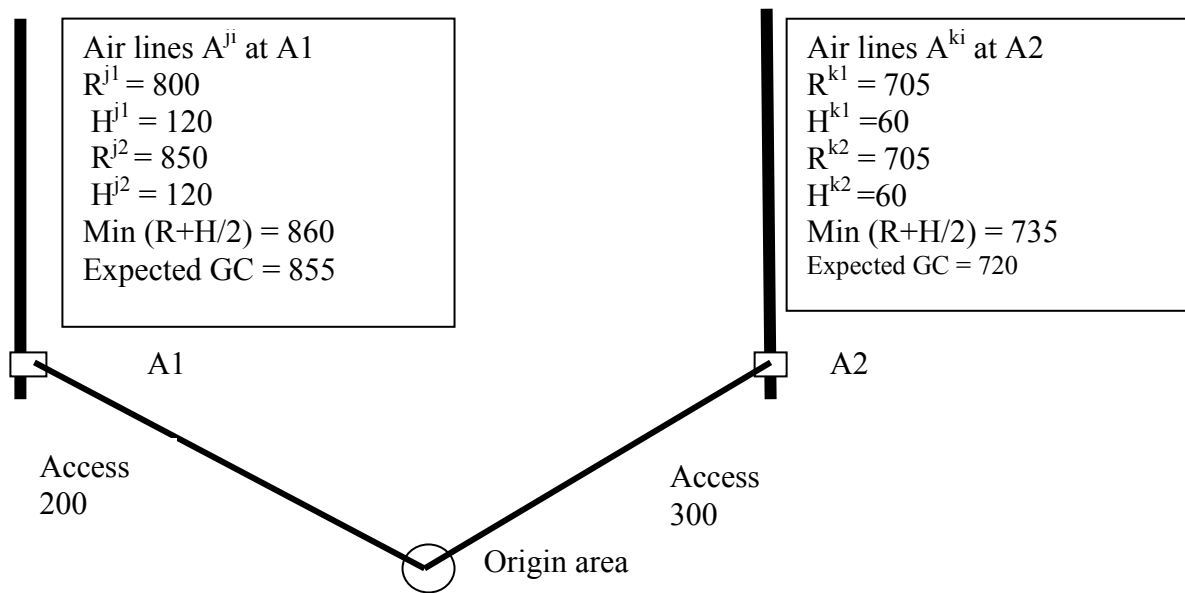 Air lines A^ji at A1
R^j1 = 800
H^j1 = 120
R^j2 = 850
H^j2 = 120
Min (R+H/2) = 860
Expected GC = 855
Air lines A^ki at A2
R^k1 = 705
H^k1 =60
R^k2 = 705
H^k2 =60
Min (R+H/2) = 735
Expected GC = 720
A1
A2
Access
200
Access
300
Origin area